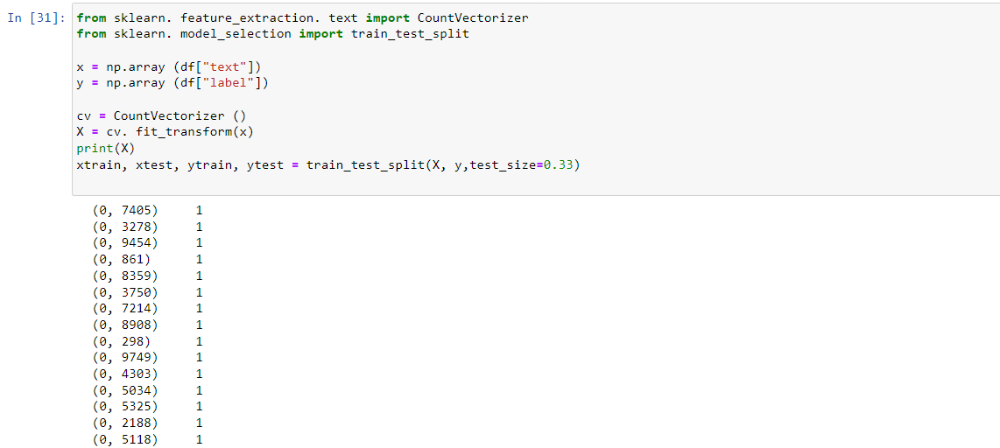 In [31]: from sklearn. feature_extraction. text import CountVectorizer
from sklearn. model_selection import train_test_split
x = np.array (df["text"])
y = np.array (df["label"])
cv = CountVectorizer ()
X = cv. fit_transform(x)
print(X)
xtrain, xtest, ytrain, ytest = train_test_split(X, y,test_size=0.33)
(0, 7405) 1
(0, 3278) 1
(0, 9454) 1
(0, 861) 1
(0, 8359) 1
(0, 3750) 1
(0, 7214) 1
(0, 8908) 1
(0, 298) 1
(0, 9749) 1
(0, 4303) 1
(0, 5034) 1
(0, 5325) 1
(0, 2188) 1
(0, 5118) 1